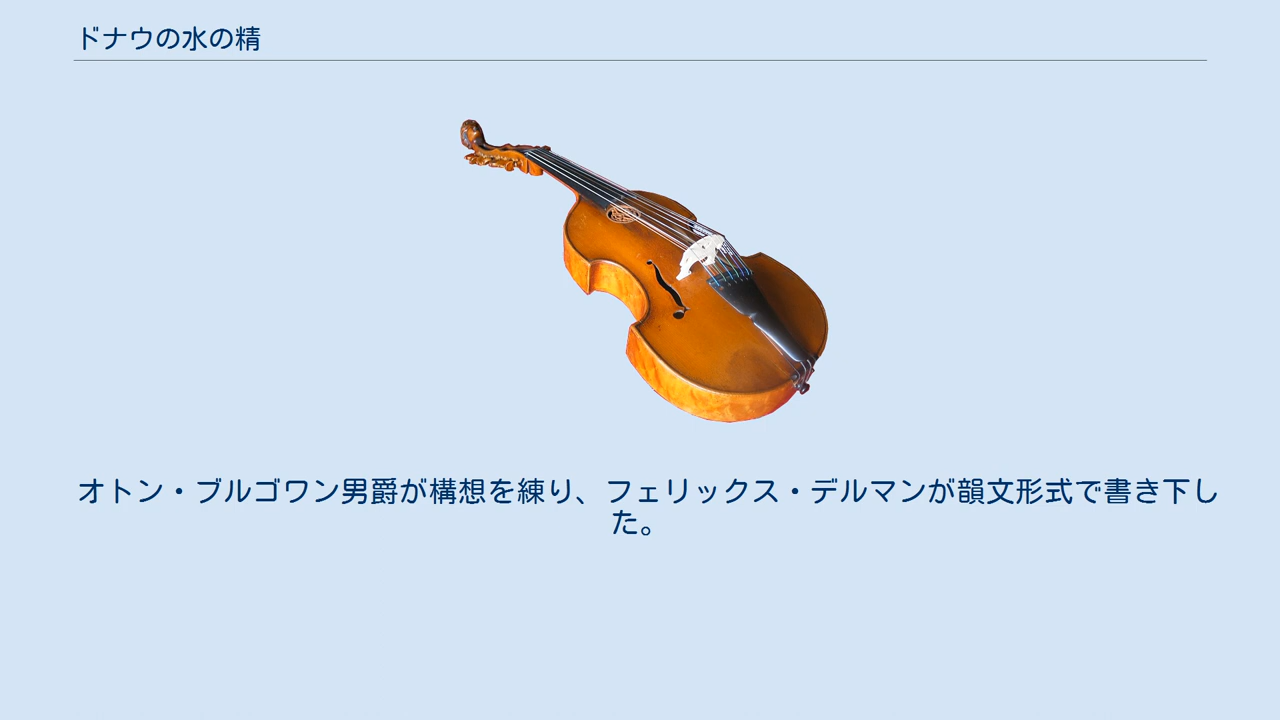 ドナウの水の精
オトン・ブルゴワン男爵が構想を練り、フェリックス・デルマンが韻文形式で書き下し
た。